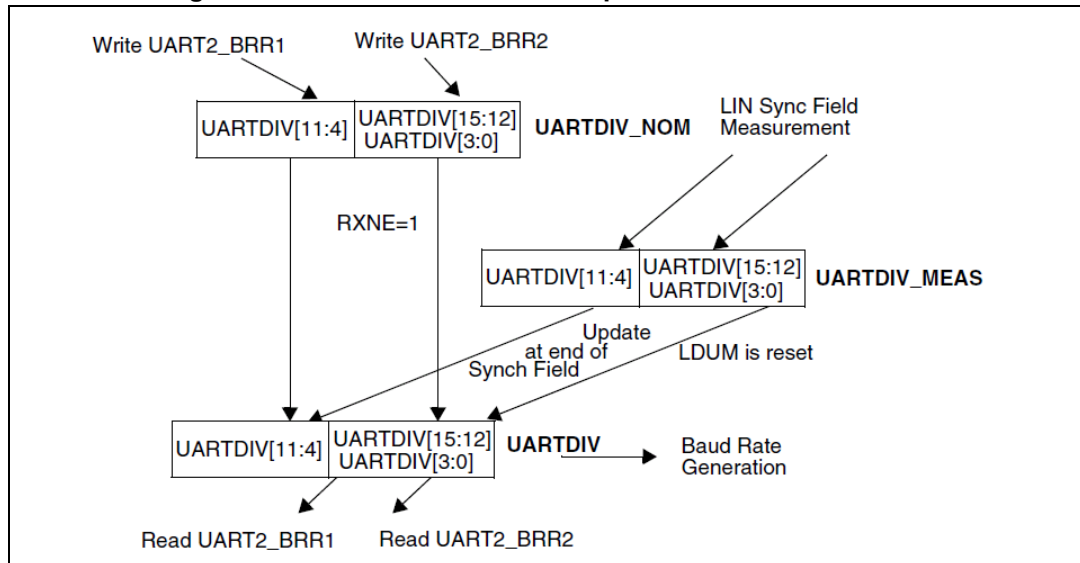 Write UART2_BRR1
Write UART2_BRR2
UARTDIV[11:4]
UARTDIV[15:12]
UARTDIV[3:0]
UARTDIV_NOM
LIN Sync Field
Measurement
RXNE=1
UARTDIV[11:4]
UARTDIV[15:12]
UARTDIV[3:0]
UARTDIV_MEAS
Update
at end of
Synch Field
LDUM is reset
UARTDIV[11:4]
UARTDIV[15:12]
UARTDIV[3:0]
UARTDIV
Baud Rate
Generation
Read UART2_BRR1
Read UART2_BRR2